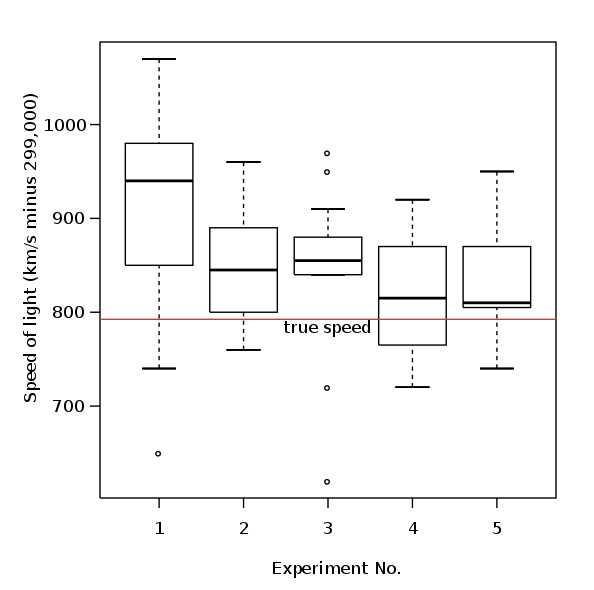 Speed of light (km/s minus 299,000)
1000
900
800
700
true speed
1 2 3 4 5
Experiment No.